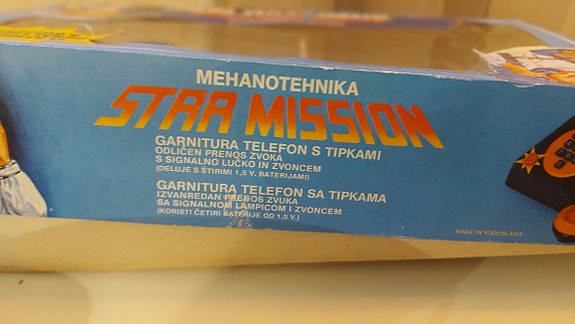 MEHANOTEHNIKA
STAR MISSION
GARNITURA TELEFON S TIPKAMI
ODLIČEN PRENOS ZVOKA
S SIGNALNO LUČKO IN ZVONCEM
(DELUJE S ŠTIRIMI 1,5 V. BATERIJAMI)
GARNITURA TELEFON SA TIPKAMA
IZVANREDAN PRENOS ZVUKA
SA SIGNALNOM LAMPICOM I ZVONCEM
(KORISTI ČETIRI BATERIJE OD 1,5 V.)
MADE IN YUGOSLAVIA